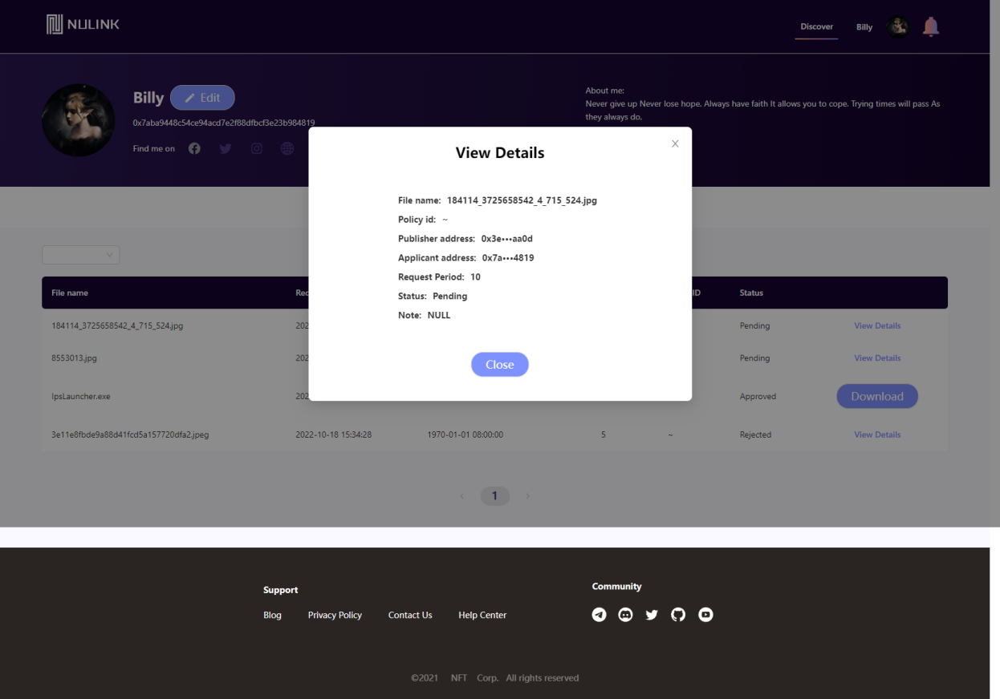 NULINK
Discover
Billy
Billy
Edit
0x7aba9448c54ce94acd7e2f88dfbcf3e23b984819
Find me on
About me:
Never give up Never lose hope. Always have faith It allows you to cope. Trying times will pass As
they always do.
View Details
File name: 184114_3725658542_4_715_524.jpg
Policy id: ~
Publisher address: 0x3e•••aa0d
Applicant address: 0x7a•••4819
Request Period: 10
Status: Pending
Note: NULL
Close
File name Rec ID Status
184114_3725658542_4_715_524.jpg 202 Pending View Details
8553013.jpg 202 Pending View Details
IpsLauncher.exe 202 Approved Download
3e11e8fbde9a88d41fcd5a157720dfa2.jpeg 2022-10-18 15:34:28 1970-01-01 08:00:00 5 ~ Rejected View Details
< 1 >
Support
Blog Privacy Policy Contact Us Help Center
Community
©2021 NFT Corp. All rights reserved